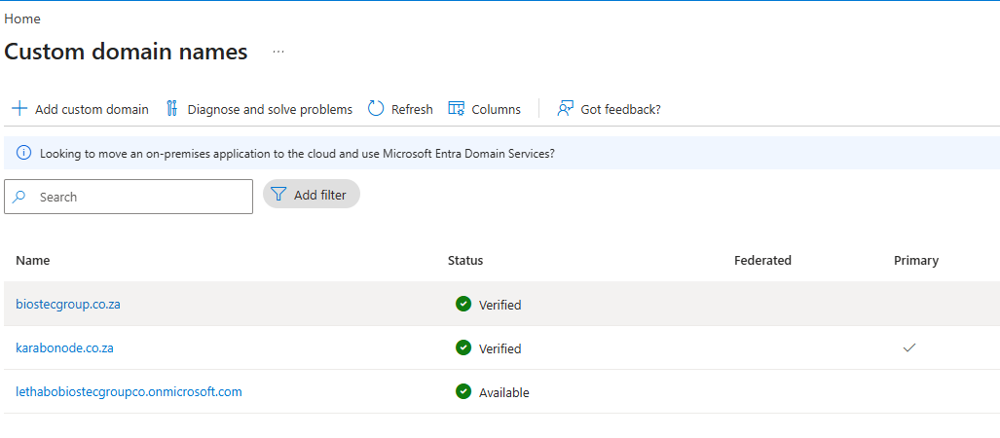 Home
Custom domain names ...
Add custom domain Diagnose and solve problems Refresh Columns Got feedback?
Looking to move an on-premises application to the cloud and use Microsoft Entra Domain Services?
Search Add filter
Name Status Federated Primary
biostecgroup.co.za Verified
karabonode.co.za Verified
lethabobiostecgroupco.onmicrosoft.com Available